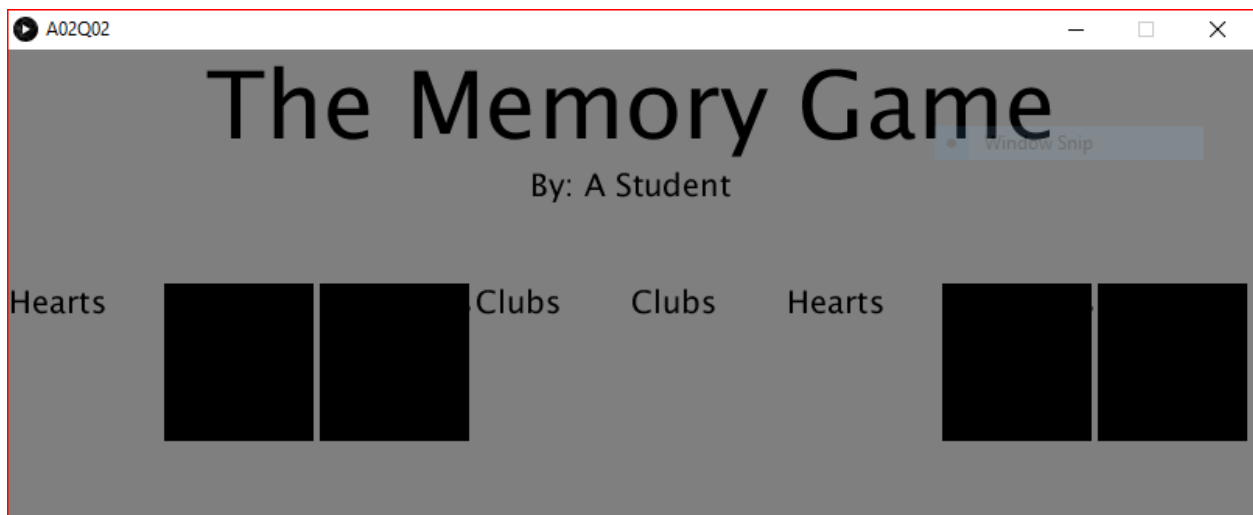 A02Q02
The Memory Game
Window Snip
By: A Student
Hearts Clubs Clubs Hearts